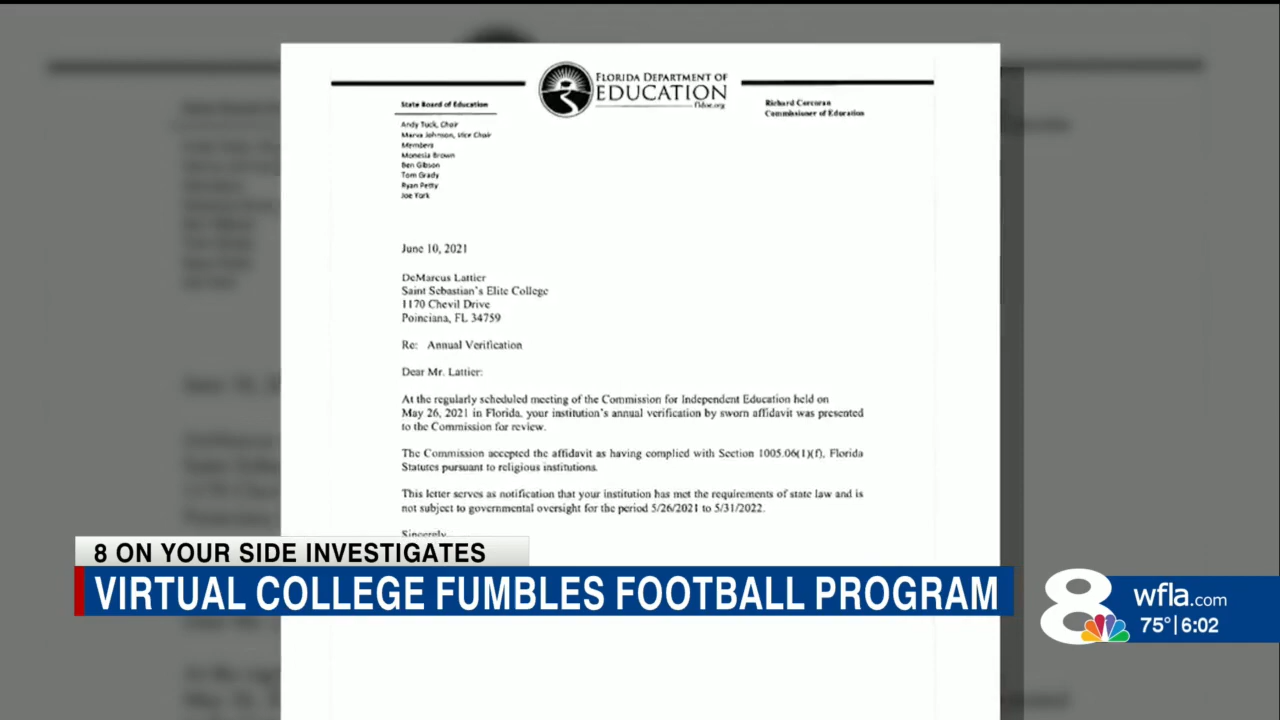 FLORIDA DEPARTMENT OF
EDUCATION
fldoe.org
State Board of Education
Andy Tuck, Chair
Marva Johnson, Vice Chair
Members
Monesia Brown
Ben Gibson
Tom Grady
Ryan Petty
Joe York
Richard Corcoran
Commissioner of Education
June 10, 2021
DeMarcus Lattier
Saint Sebastian's Elite College
1170 Chevil Drive
Poinciana, FL 34759
Re: Annual Verification
Dear Mr. Lattier:
At the regularly scheduled meeting of the Commission for Independent Education held on
May 26, 2021 in Florida, your institution's annual verification by sworn affidavit was presented
to the Commission for review.
The Commission accepted the affidavit as having complied with Section 1005.06(1)(f), Florida
Statutes pursuant to religious institutions.
This letter serves as notification that your institution has met the requirements of state law and is
not subject to governmental oversight for the period 5/26/2021 to 5/31/2022.
Sincerely,
8 ON YOUR SIDE INVESTIGATES
VIRTUAL COLLEGE FUMBLES FOOTBALL PROGRAM
8
wfla.com
75° | 6:02